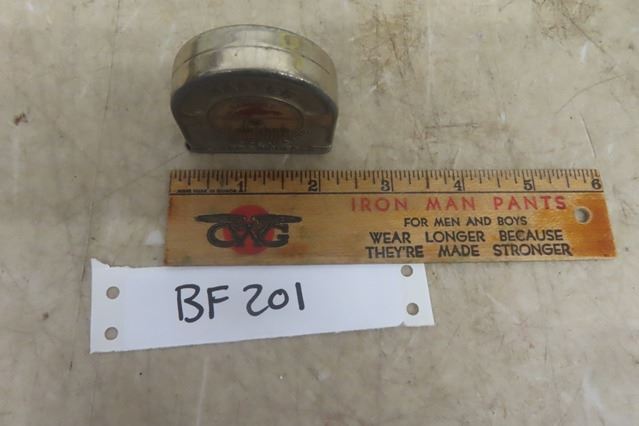 1 2 3 4 5 6
IRON MAN PANTS
FOR MEN AND BOYS
GWG
WEAR LONGER BECAUSE
THEY'RE MADE STRONGER
BF 201